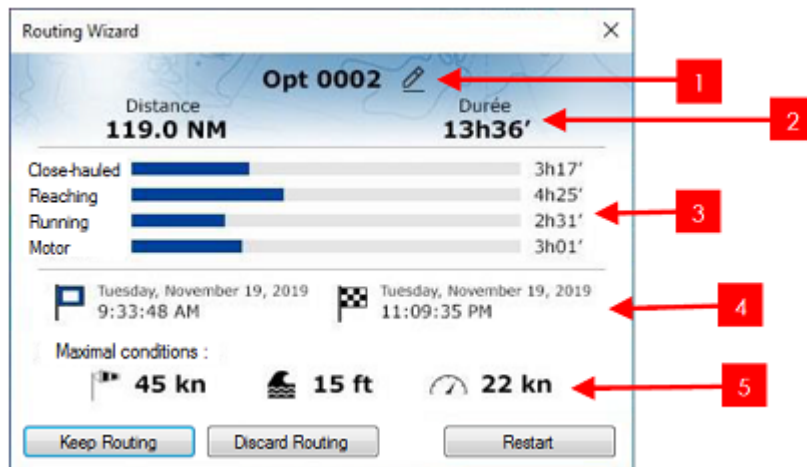 Routing Wizard
Opt 0002
1
Distance
Durée
119.0 NM
13h36'
2
Close-hauled
3h17'
Reaching
4h25'
Running
2h31'
3
Motor
3h01'
Tuesday, November 19, 2019
9:33:48 AM
Tuesday, November 19, 2019
11:09:35 PM
4
Maximal conditions :
45 kn
15 ft
22 kn
5
Keep Routing
Discard Routing
Restart